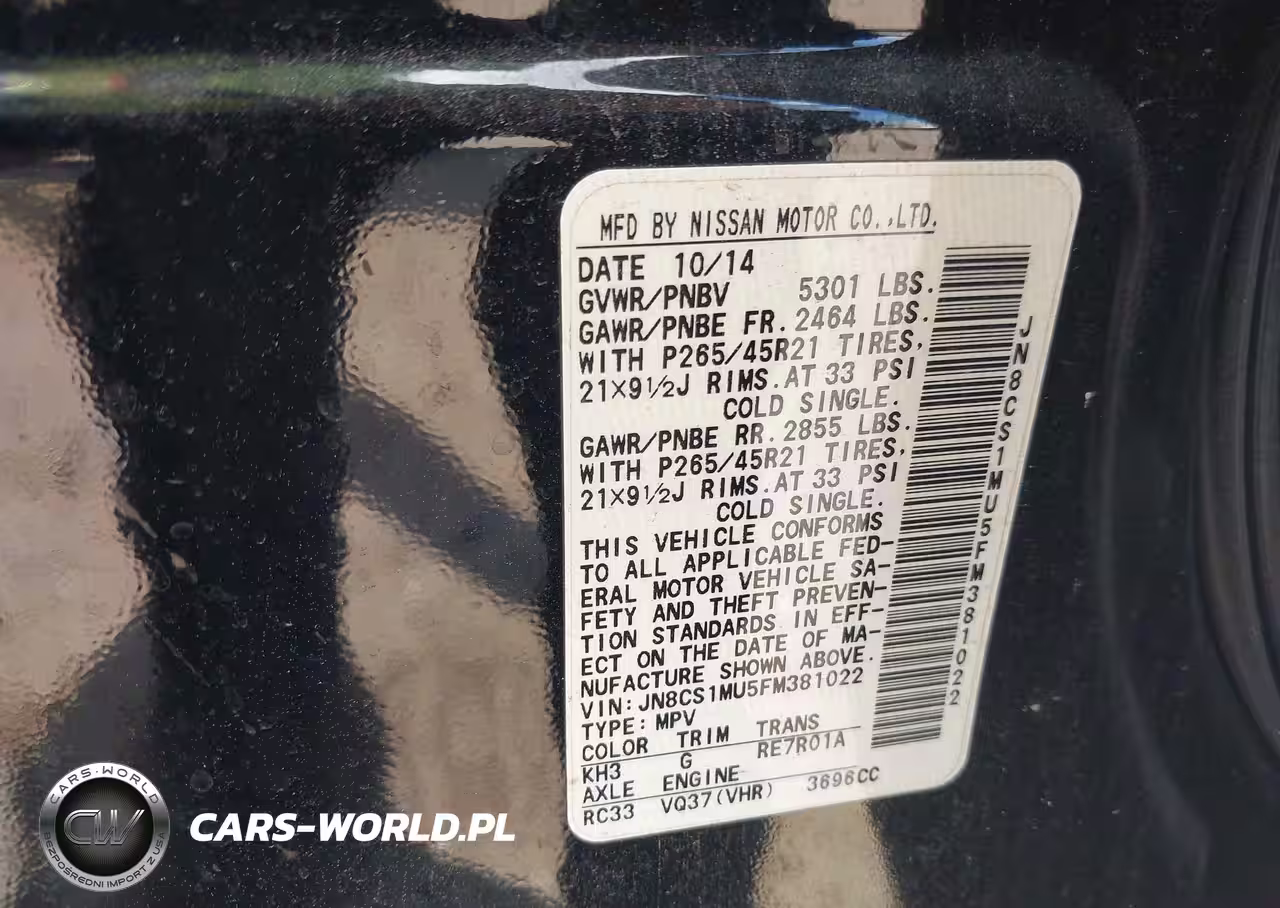 MFD BY NISSAN MOTOR CO.,LTD.
DATE 10/14
GVWR/PNBV 5301 LBS.
GAWR/PNBE FR. 2464 LBS.
WITH P265/45R21 TIRES,
21×9½J RIMS.AT 33 PSI
COLD SINGLE.
GAWR/PNBE RR. 2855 LBS.
WITH P265/45R21 TIRES,
21×9½J RIMS.AT 33 PSI
COLD SINGLE.
THIS VEHICLE CONFORMS
TO ALL APPLICABLE FED-
ERAL MOTOR VEHICLE SA-
FETY AND THEFT PREVEN-
TION STANDARDS IN EFF-
ECT ON THE DATE OF MA-
NUFACTURE SHOWN ABOVE.
VIN:JN8CS1MU5FM381022
TYPE:MPV
COLOR TRIM TRANS
KH3 G RE7R01A
AXLE ENGINE
RC33 VQ37(VHR) 3696CC
JN8CS1MU5FM381022
CARS-WORLD
CW
BEZPOŚREDNI IMPORT Z USA
CARS-WORLD.PL